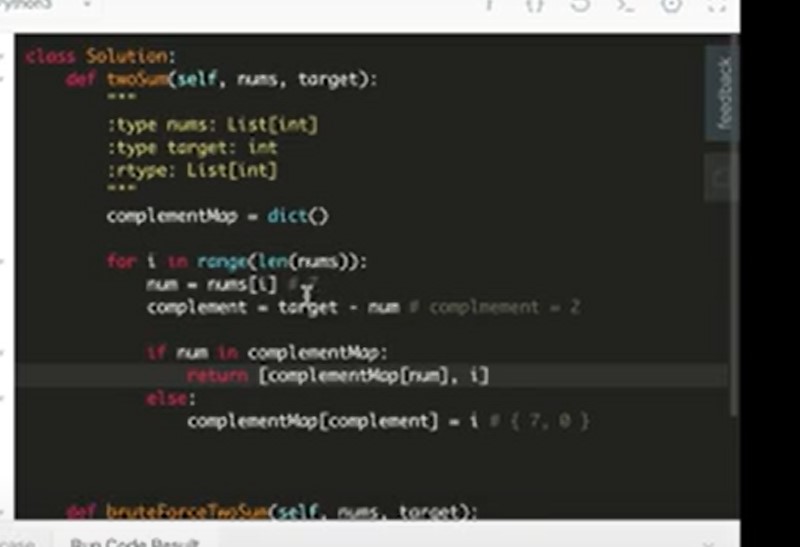 class Solution:
def twoSum(self, nums, target):
"""
:type nums: List[int]
:type target: int
:rtype: List[int]
"""
complementMap = dict()
for i in range(len(nums)):
num = nums[i] # 7
complement = target - num # complmement = 2
if num in complementMap:
return [complementMap[num], i]
else:
complementMap[complement] = i # { 7, 0 }
def bruteForceTwoSum(self, nums, target):
Run Code Result
feedback